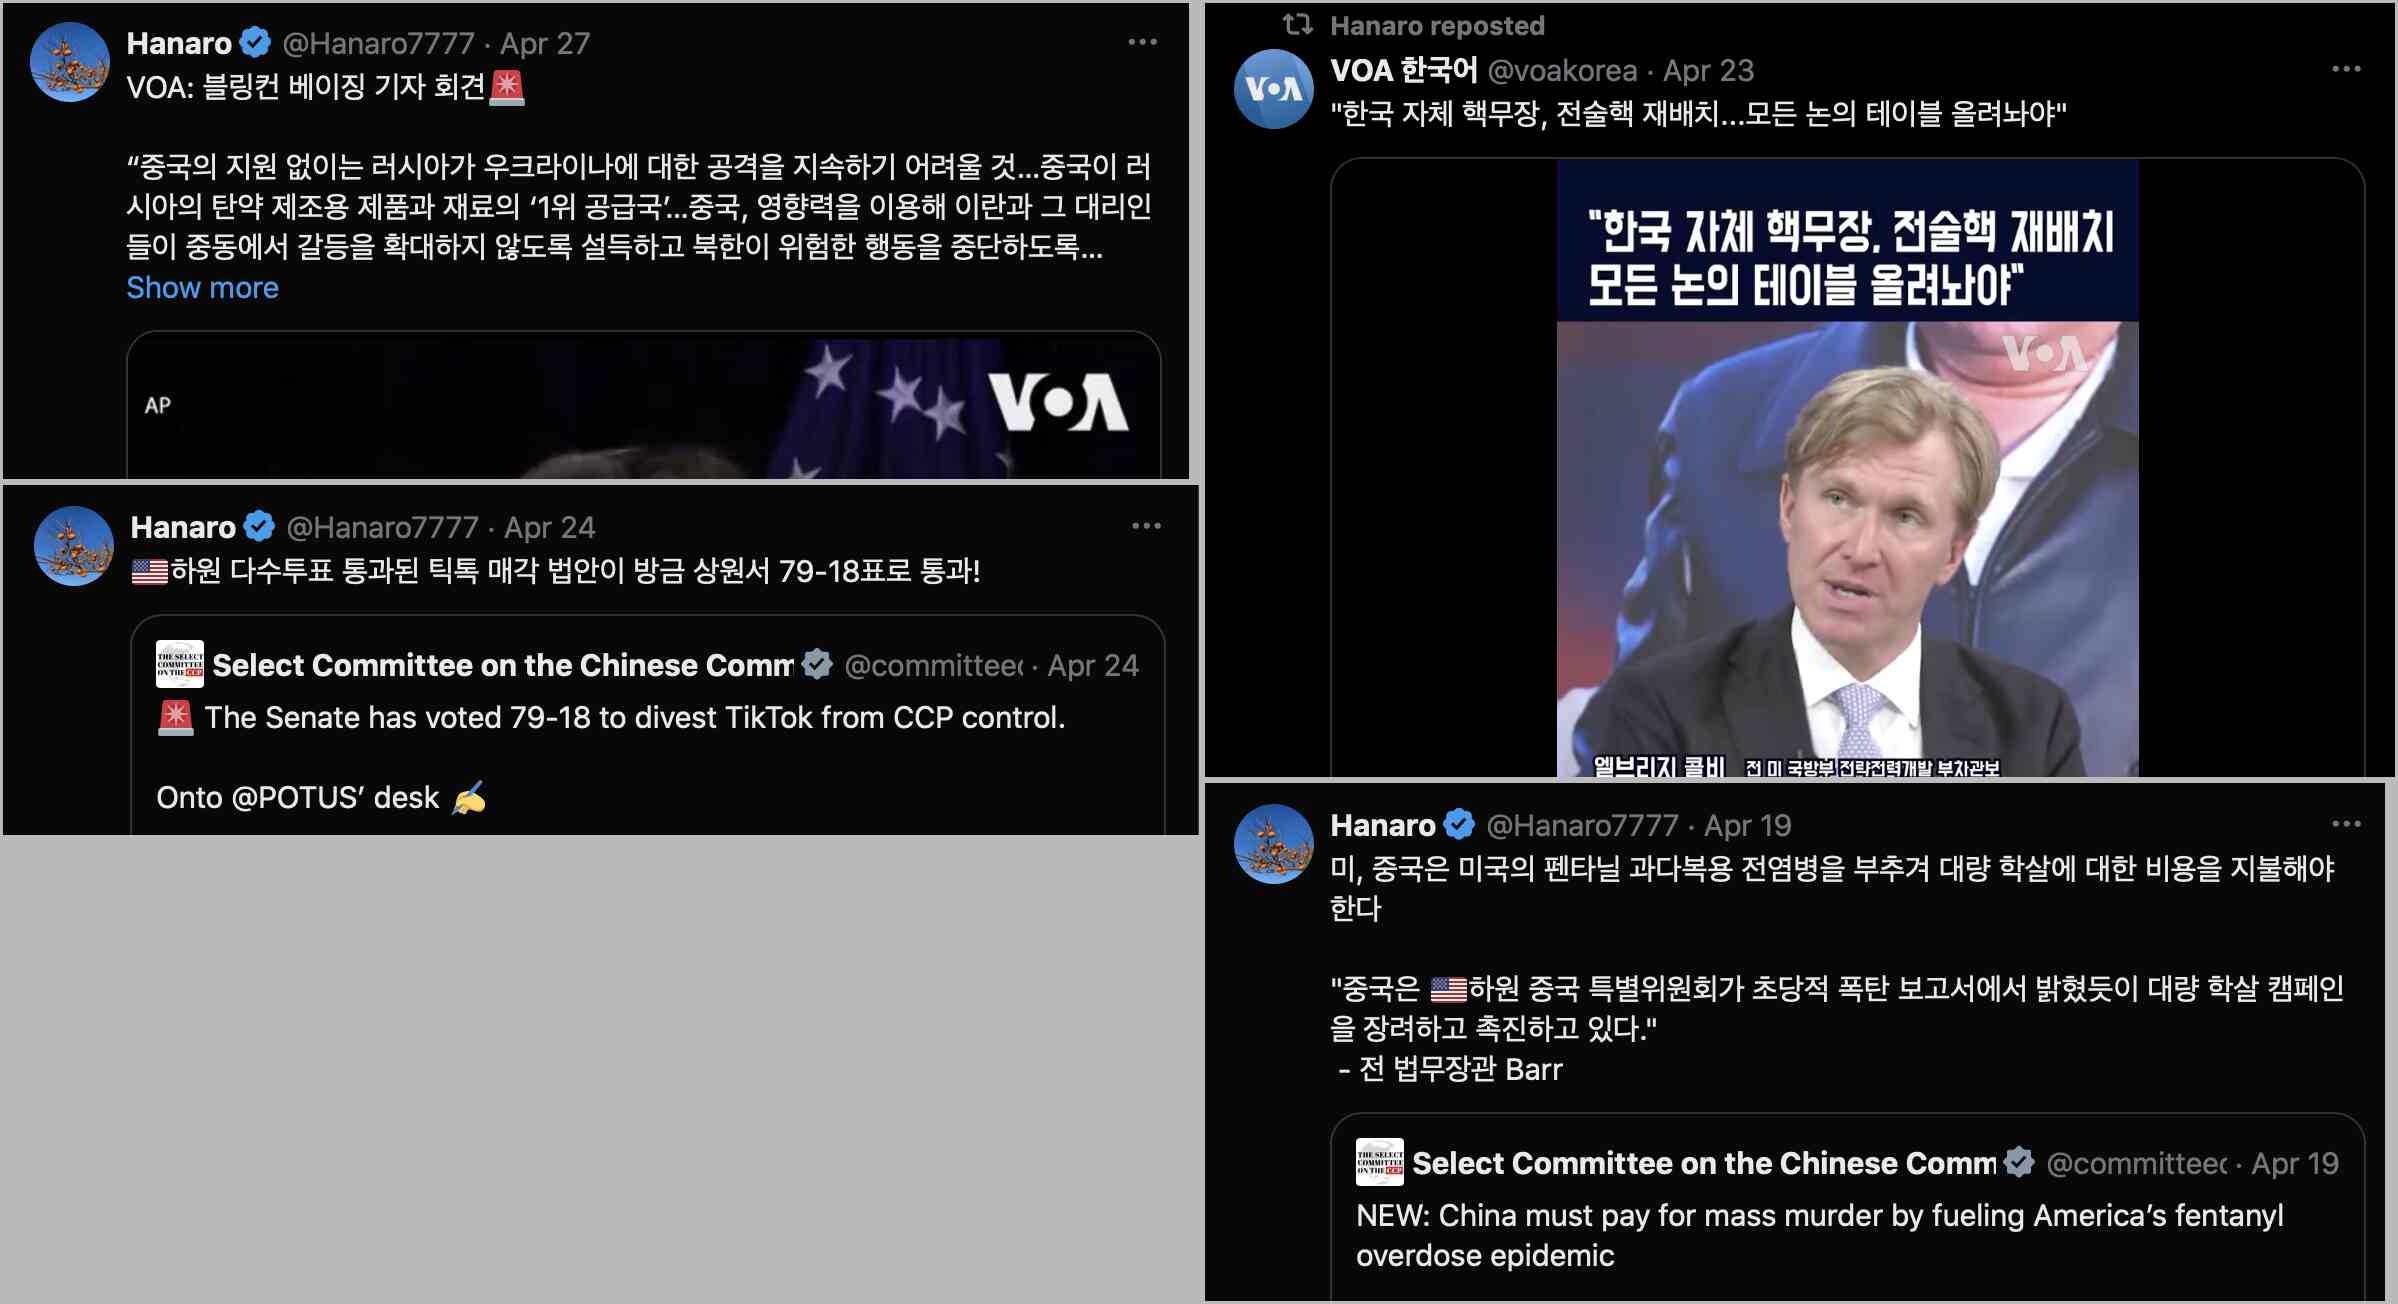 Hanaro @Hanaro7777 · Apr 27
VOA: 블링컨 베이징 기자 회견🚨
“중국의 지원 없이는 러시아가 우크라이나에 대한 공격을 지속하기 어려울 것...중국이 러
시아의 탄약 제조용 제품과 재료의 ‘1위 공급국’...중국, 영향력을 이용해 이란과 그 대리인
들이 중동에서 갈등을 확대하지 않도록 설득하고 북한이 위험한 행동을 중단하도록...
Show more
AP
VOA
Hanaro @Hanaro7777 · Apr 24
🇺🇸하원 다수투표 통과된 틱톡 매각 법안이 방금 상원서 79-18표로 통과!
THE SELECT
COMMITTEE
ON THE CCP
Select Committee on the Chinese Comm @committeec · Apr 24
🚨 The Senate has voted 79-18 to divest TikTok from CCP control.
Onto @POTUS’ desk ✍️
Hanaro reposted
VOA
VOA 한국어 @voakorea · Apr 23
"한국 자체 핵무장, 전술핵 재배치...모든 논의 테이블 올려놔야"
"한국 자체 핵무장, 전술핵 재배치
모든 논의 테이블 올려놔야"
VOA
엘브리지 콜비 전 미 국방부 전략전력개발 부차관보
Hanaro @Hanaro7777 · Apr 19
미, 중국은 미국의 펜타닐 과다복용 전염병을 부추겨 대량 학살에 대한 비용을 지불해야
한다
"중국은 🇺🇸하원 중국 특별위원회가 초당적 폭탄 보고서에서 밝혔듯이 대량 학살 캠페인
을 장려하고 촉진하고 있다."
- 전 법무장관 Barr
THE SELECT
COMMITTEE
ON THE CCP
Select Committee on the Chinese Comm @committeec · Apr 19
NEW: China must pay for mass murder by fueling America’s fentanyl
overdose epidemic